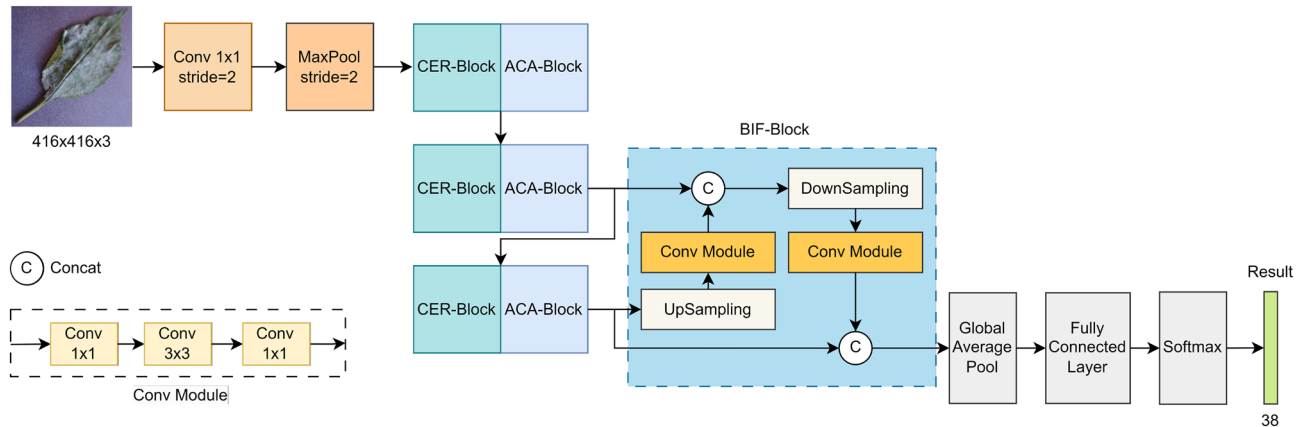 416x416x3
Conv 1x1
stride=2
MaxPool
stride=2
CER-Block
ACA-Block
CER-Block
ACA-Block
CER-Block
ACA-Block
BIF-Block
C
DownSampling
Conv Module
Conv Module
UpSampling
C
Global
Average
Pool
Fully
Connected
Layer
Softmax
Result
38
C
Concat
Conv
1x1
Conv
3x3
Conv
1x1
Conv Module